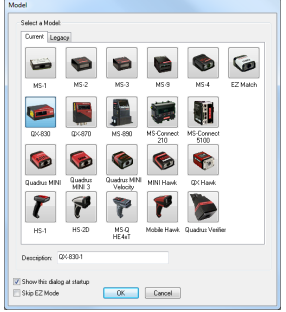 Model
Select a Model:
Current Legacy
MS-1 MS-2 MS-3 MS-9 MS-4 EZ Match
QX-830 QX-870 MS-890 MS-Connect 210 MS-Connect 5100
Quadrus MINI Quadrus MINI 3 Quadrus MINI Velocity MINI Hawk QX Hawk
HS-1 HS-2D MS-Q HE4xT Mobile Hawk Quadrus Verifier
Description: QX-830-1
Show this dialog at startup
Skip EZ Mode
OK Cancel